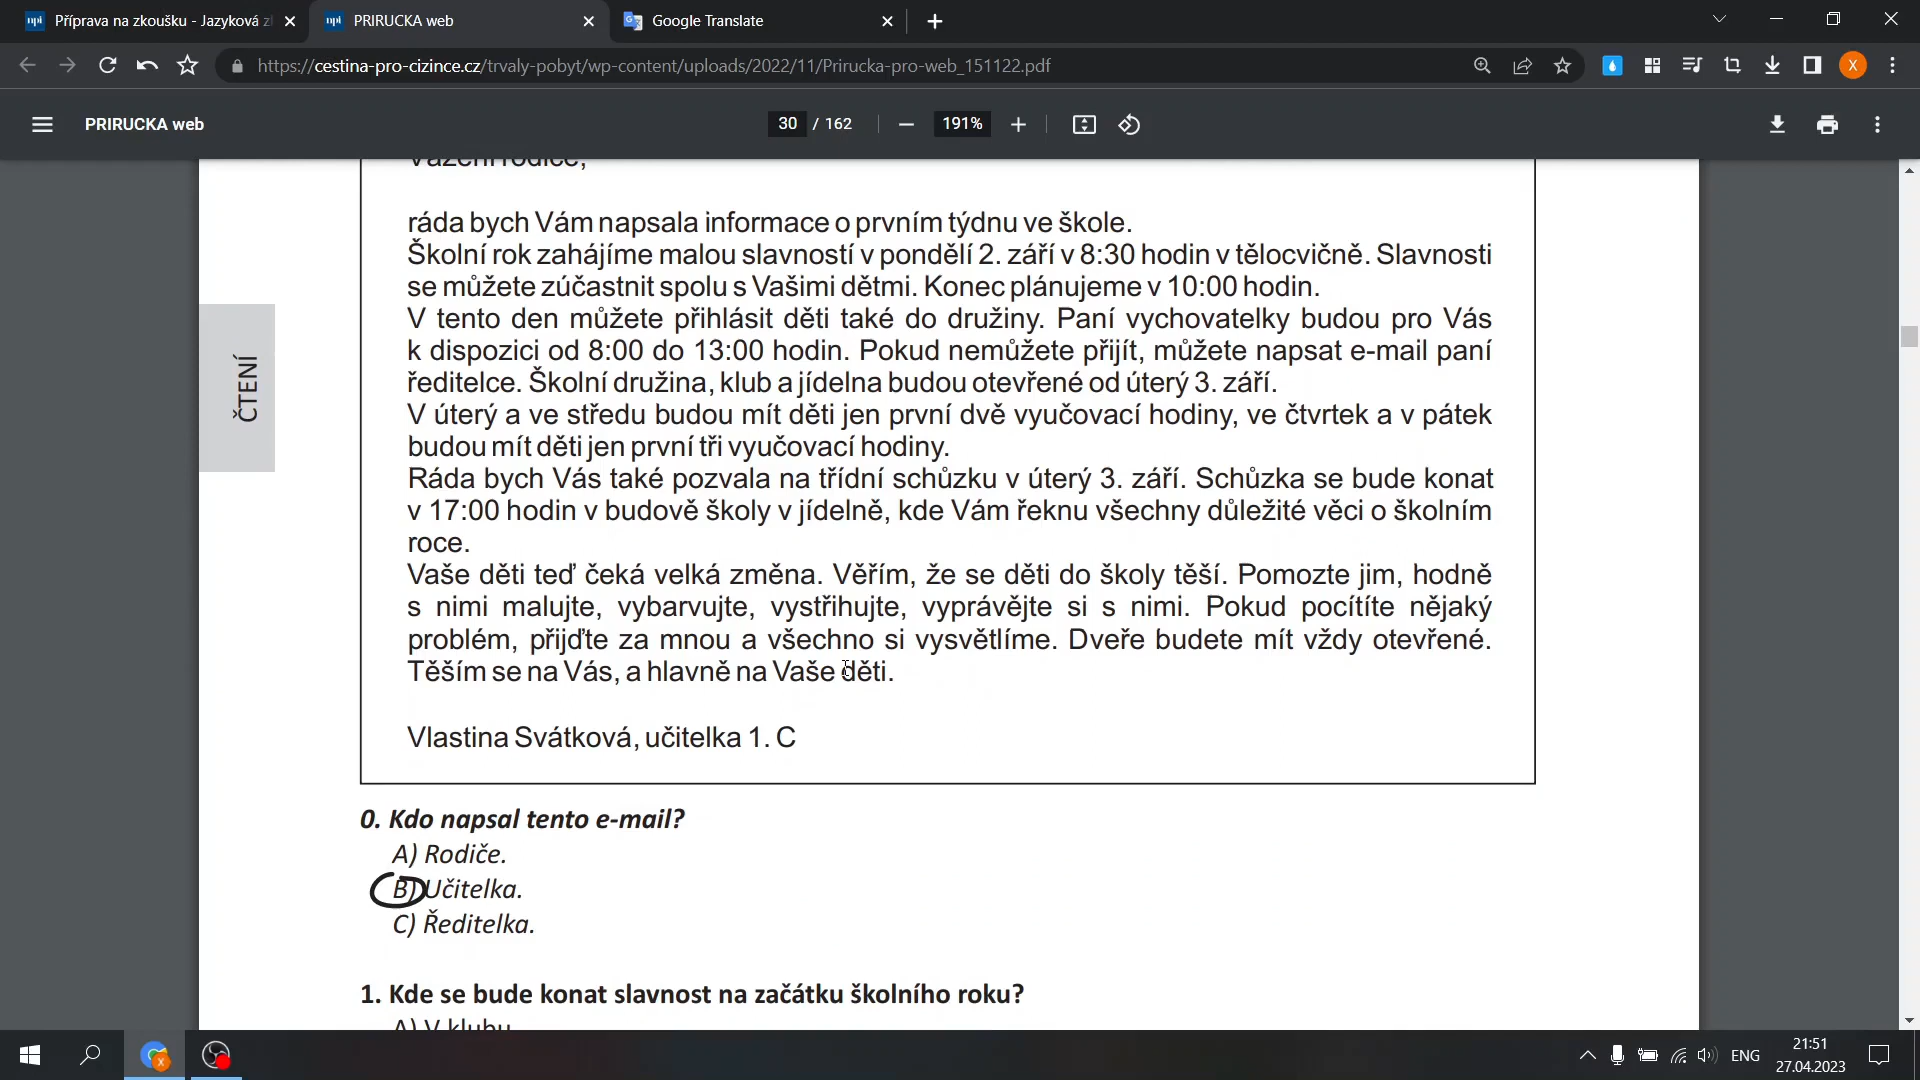 Příprava na zkoušku - Jazyková z
PRIRUCKA web
Google Translate
https://cestina-pro-cizince.cz/trvaly-pobyt/wp-content/uploads/2022/11/Prirucka-pro-web_151122.pdf
X
PRIRUCKA web
30 / 162
191%
Vážení rodiče,
ráda bych Vám napsala informace o prvním týdnu ve škole.
Školní rok zahájíme malou slavností v pondělí 2. září v 8:30 hodin v tělocvičně. Slavnosti
se můžete zúčastnit spolu s Vašimi dětmi. Konec plánujeme v 10:00 hodin.
V tento den můžete přihlásit děti také do družiny. Paní vychovatelky budou pro Vás
k dispozici od 8:00 do 13:00 hodin. Pokud nemůžete přijít, můžete napsat e-mail paní
ředitelce. Školní družina, klub a jídelna budou otevřené od úterý 3. září.
V úterý a ve středu budou mít děti jen první dvě vyučovací hodiny, ve čtvrtek a v pátek
budou mít děti jen první tři vyučovací hodiny.
Ráda bych Vás také pozvala na třídní schůzku v úterý 3. září. Schůzka se bude konat
v 17:00 hodin v budově školy v jídelně, kde Vám řeknu všechny důležité věci o školním
roce.
Vaše děti teď čeká velká změna. Věřím, že se děti do školy těší. Pomozte jim, hodně
s nimi malujte, vybarvujte, vystřihujte, vyprávějte si s nimi. Pokud pocítíte nějaký
problém, přijďte za mnou a všechno si vysvětlíme. Dveře budete mít vždy otevřené.
Těším se na Vás, a hlavně na Vaše děti.
Vlastina Svátková, učitelka 1. C
ČTENÍ
0. Kdo napsal tento e-mail?
A) Rodiče.
B) Učitelka.
C) Ředitelka.
1. Kde se bude konat slavnost na začátku školního roku?
A) V klubu.
ENG
21:51
27.04.2023